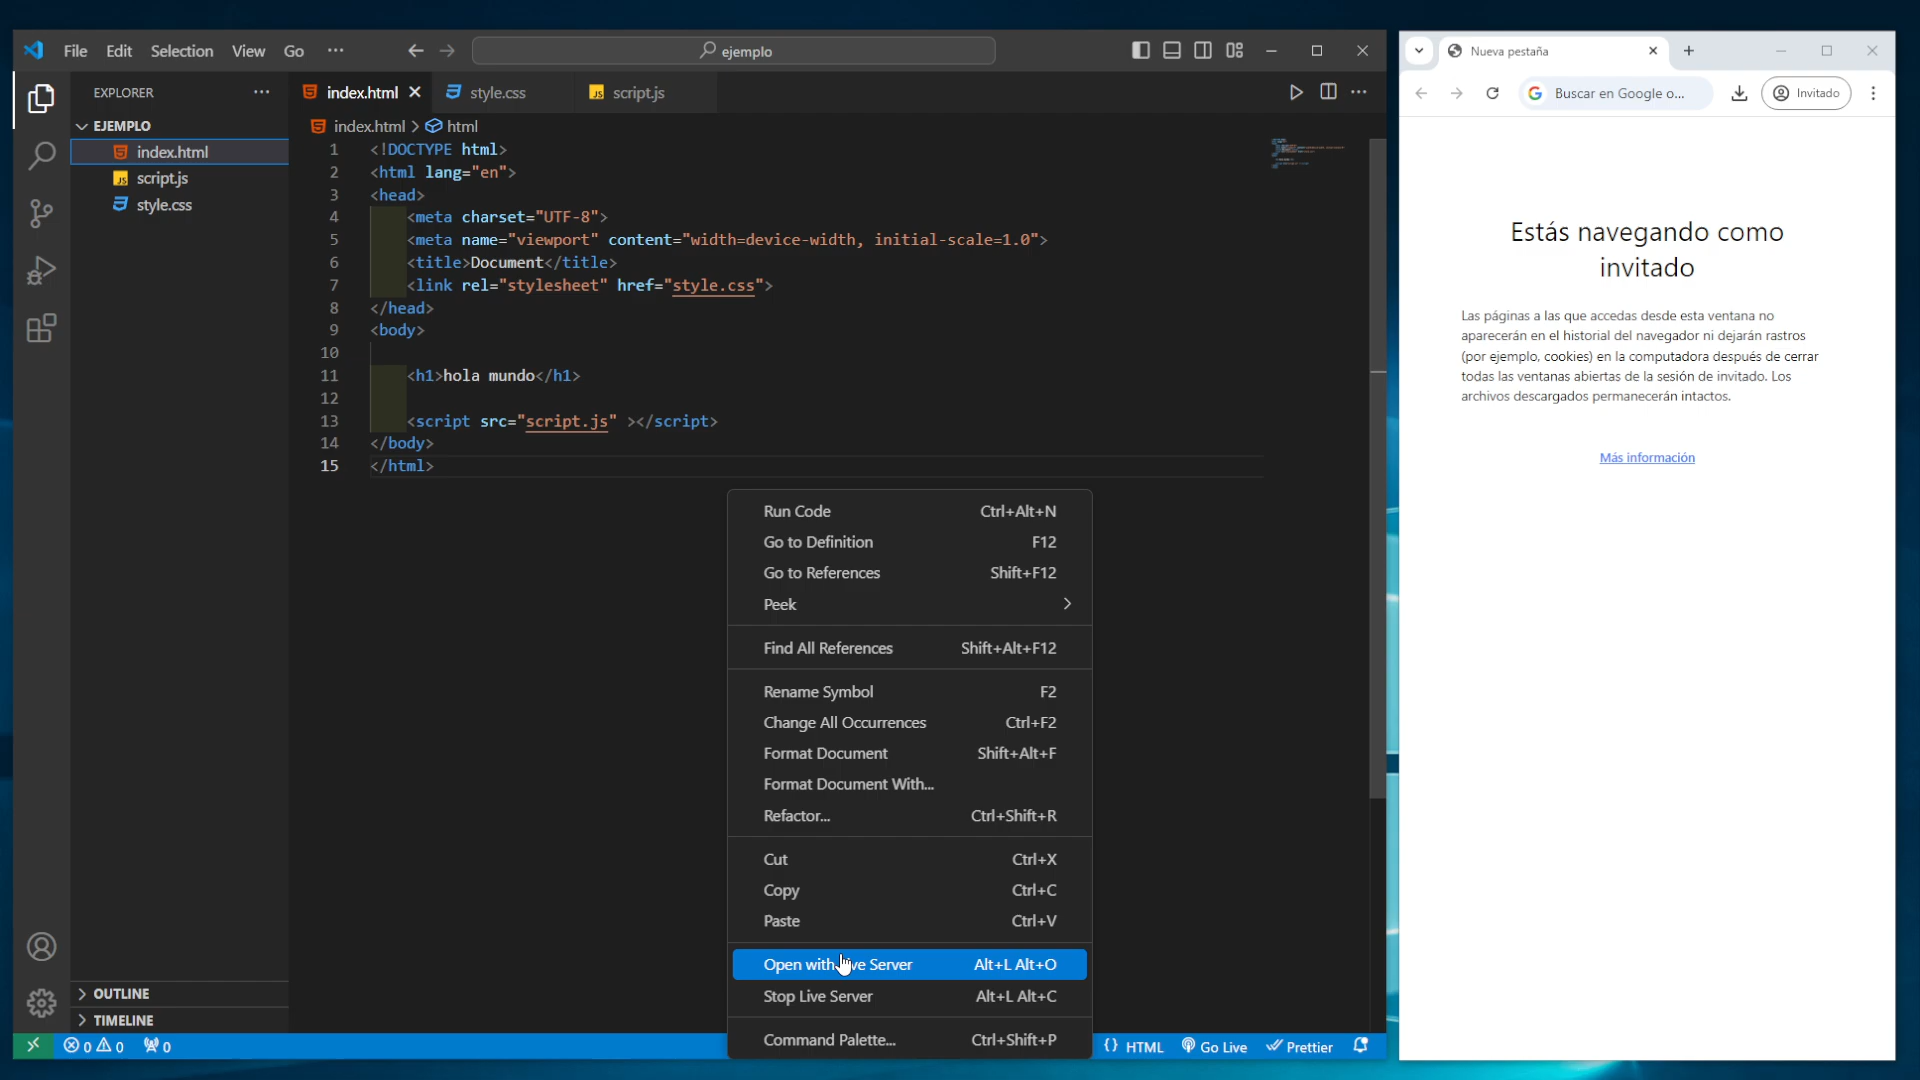 File Edit Selection View Go ···
ejemplo
EXPLORER ···
EJEMPLO
index.html
script.js
style.css
OUTLINE
TIMELINE
index.html style.css script.js
index.html > html
1 <!DOCTYPE html>
2 <html lang="en">
3 <head>
4 <meta charset="UTF-8">
5 <meta name="viewport" content="width=device-width, initial-scale=1.0">
6 <title>Document</title>
7 <link rel="stylesheet" href="style.css">
8 </head>
9 <body>
10
11 <h1>hola mundo</h1>
12
13 <script src="script.js" ></script>
14 </body>
15 </html>
Run Code Ctrl+Alt+N
Go to Definition F12
Go to References Shift+F12
Peek
Find All References Shift+Alt+F12
Rename Symbol F2
Change All Occurrences Ctrl+F2
Format Document Shift+Alt+F
Format Document With...
Refactor... Ctrl+Shift+R
Cut Ctrl+X
Copy Ctrl+C
Paste Ctrl+V
Open with Live Server Alt+L Alt+O
Stop Live Server Alt+L Alt+C
Command Palette... Ctrl+Shift+P
0 0 0 {} HTML Go Live Prettier
Nueva pestaña
Buscar en Google o... Invitado
Estás navegando como
invitado
Las páginas a las que accedas desde esta ventana no
aparecerán en el historial del navegador ni dejarán rastros
(por ejemplo, cookies) en la computadora después de cerrar
todas las ventanas abiertas de la sesión de invitado. Los
archivos descargados permanecerán intactos.
Más información